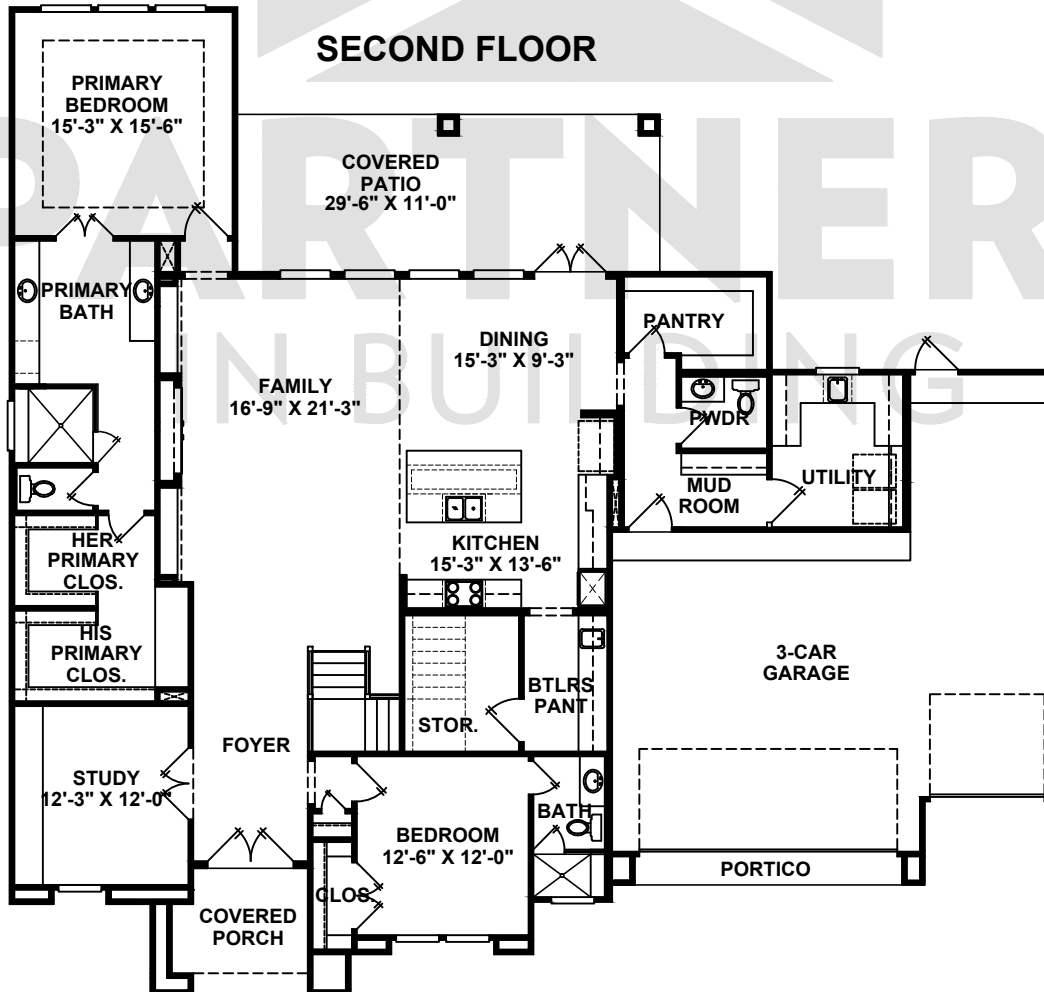 SECOND FLOOR
PRIMARY
BEDROOM
15'-3" X 15'-6"
COVERED
PATIO
29'-6" X 11'-0"
PARTNER
IN BUILDING
PRIMARY
BATH
FAMILY
16'-9" X 21'-3"
DINING
15'-3" X 9'-3"
PANTRY
PWDR
MUD
ROOM
UTILITY
KITCHEN
15'-3" X 13'-6"
HER
PRIMARY
CLOS.
HIS
PRIMARY
CLOS.
3-CAR
GARAGE
BTLRS
PANT
STOR.
FOYER
STUDY
12'-3" X 12'-0"
BEDROOM
12'-6" X 12'-0"
BATH
CLOS.
COVERED
PORCH
PORTICO